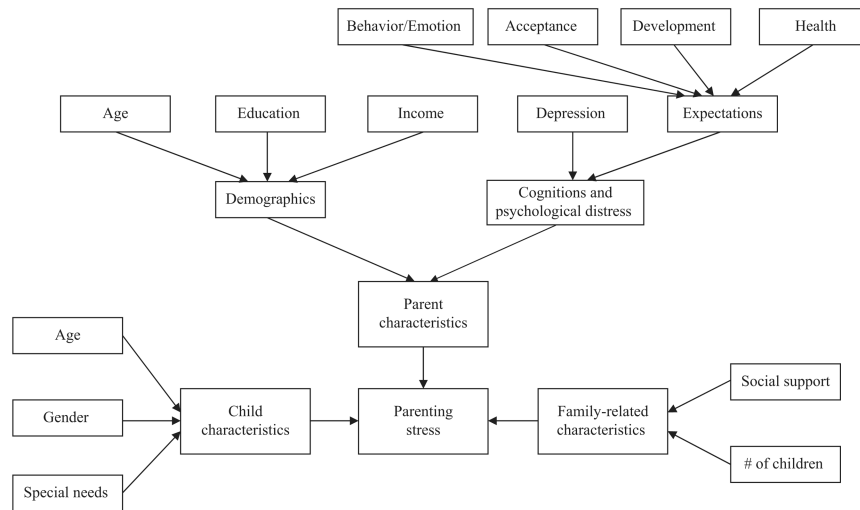 Behavior/Emotion
Acceptance
Development
Health
Age
Education
Income
Depression
Expectations
Demographics
Cognitions and
psychological distress
Parent
characteristics
Age
Gender
Special needs
Child
characteristics
Parenting
stress
Family-related
characteristics
Social support
# of children